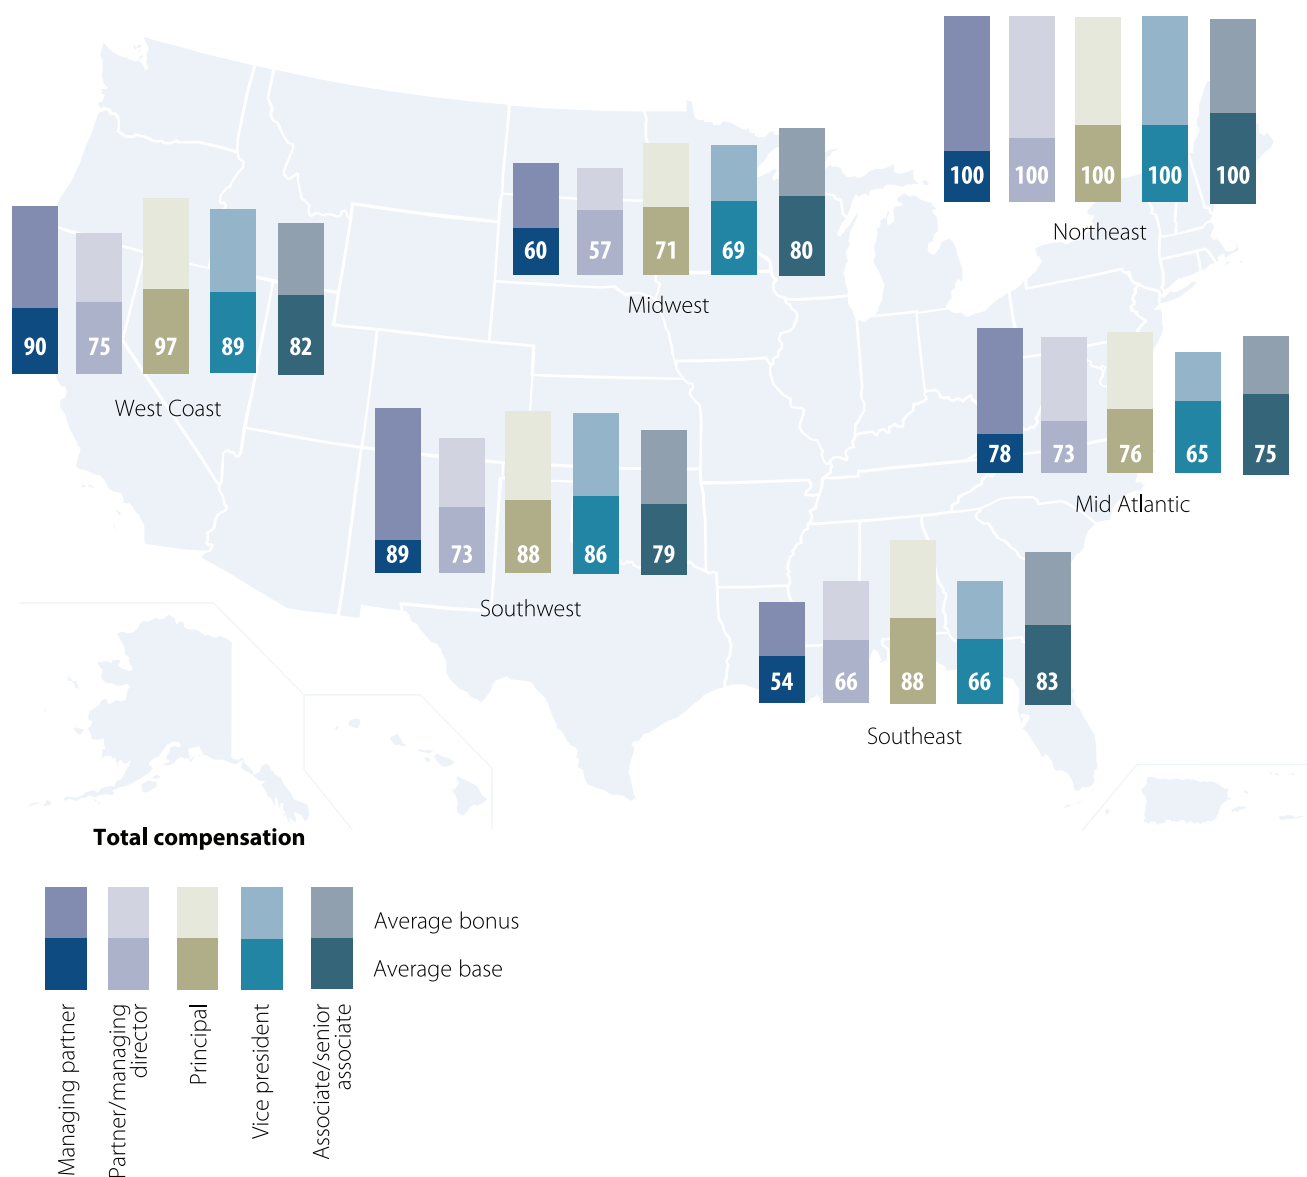 100 100 100 100 100
Northeast
60 57 71 69 80
Midwest
90 75 97 89 82
West Coast
78 73 76 65 75
Mid Atlantic
89 73 88 86 79
Southwest
54 66 88 66 83
Southeast
Total compensation
Average bonus
Average base
Managing partner
Partner/managing
director
Principal
Vice president
Associate/senior
associate